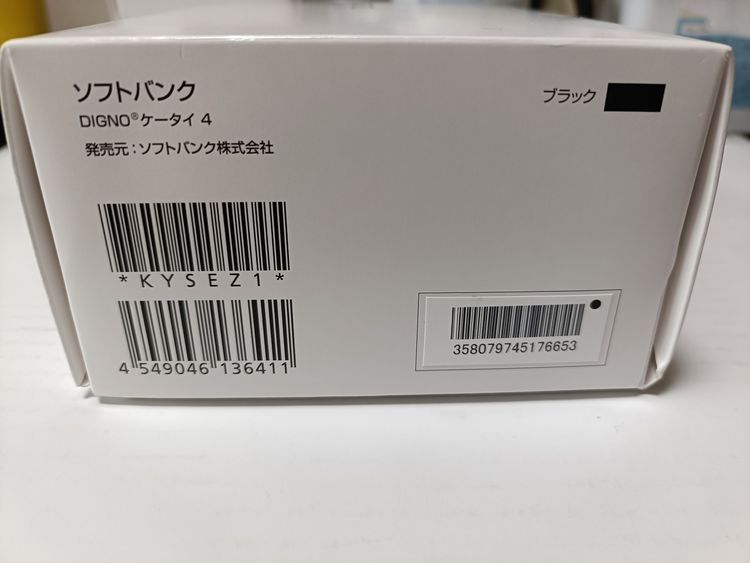 ソフトバンク
DIGNO®ケータイ 4
発売元：ソフトバンク株式会社
ブラック
*KYSEZ1*
4 549046 136411
358079745176653